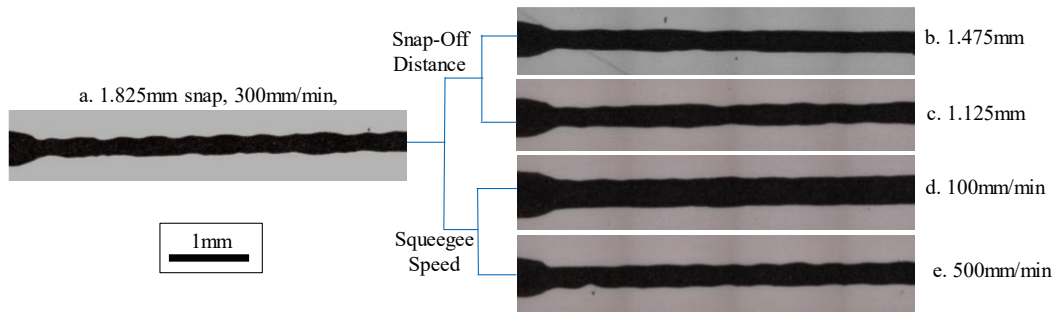 Snap-Off
Distance
b. 1.475mm
a. 1.825mm snap, 300mm/min,
c. 1.125mm
d. 100mm/min
1mm
Squeegee
Speed
e. 500mm/min